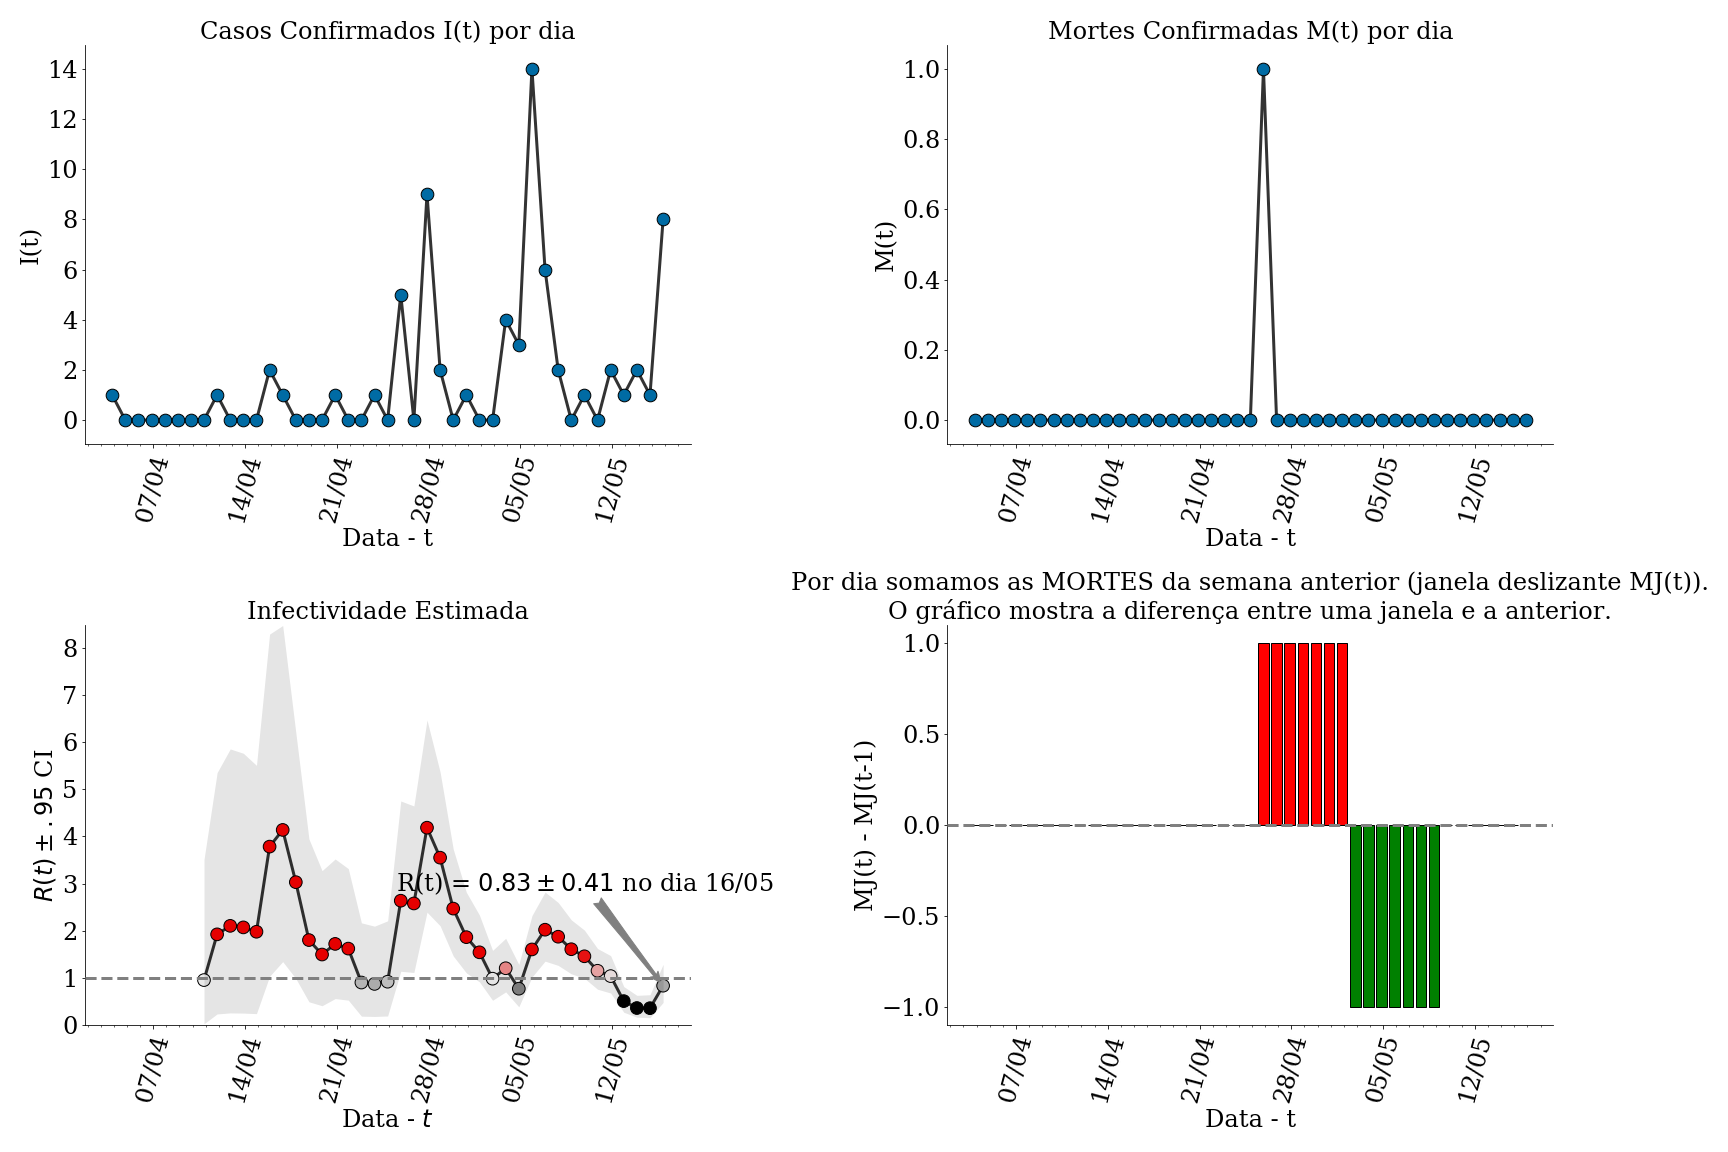 Casos Confirmados I(t) por dia
14
12
10
8
6
4
2
0
I(t)
07/04 14/04 21/04 28/04 05/05 12/05
Data - t
Mortes Confirmadas M(t) por dia
1.0
0.8
0.6
0.4
0.2
0.0
M(t)
07/04 14/04 21/04 28/04 05/05 12/05
Data - t
Infectividade Estimada
8
7
6
5
4
3
2
1
0
R(t) ± .95 CI
R(t) = 0.83 ± 0.41 no dia 16/05
07/04 14/04 21/04 28/04 05/05 12/05
Data - t
Por dia somamos as MORTES da semana anterior (janela deslizante MJ(t)).
O gráfico mostra a diferença entre uma janela e a anterior.
1.0
0.5
0.0
−0.5
−1.0
MJ(t) - MJ(t-1)
07/04 14/04 21/04 28/04 05/05 12/05
Data - t